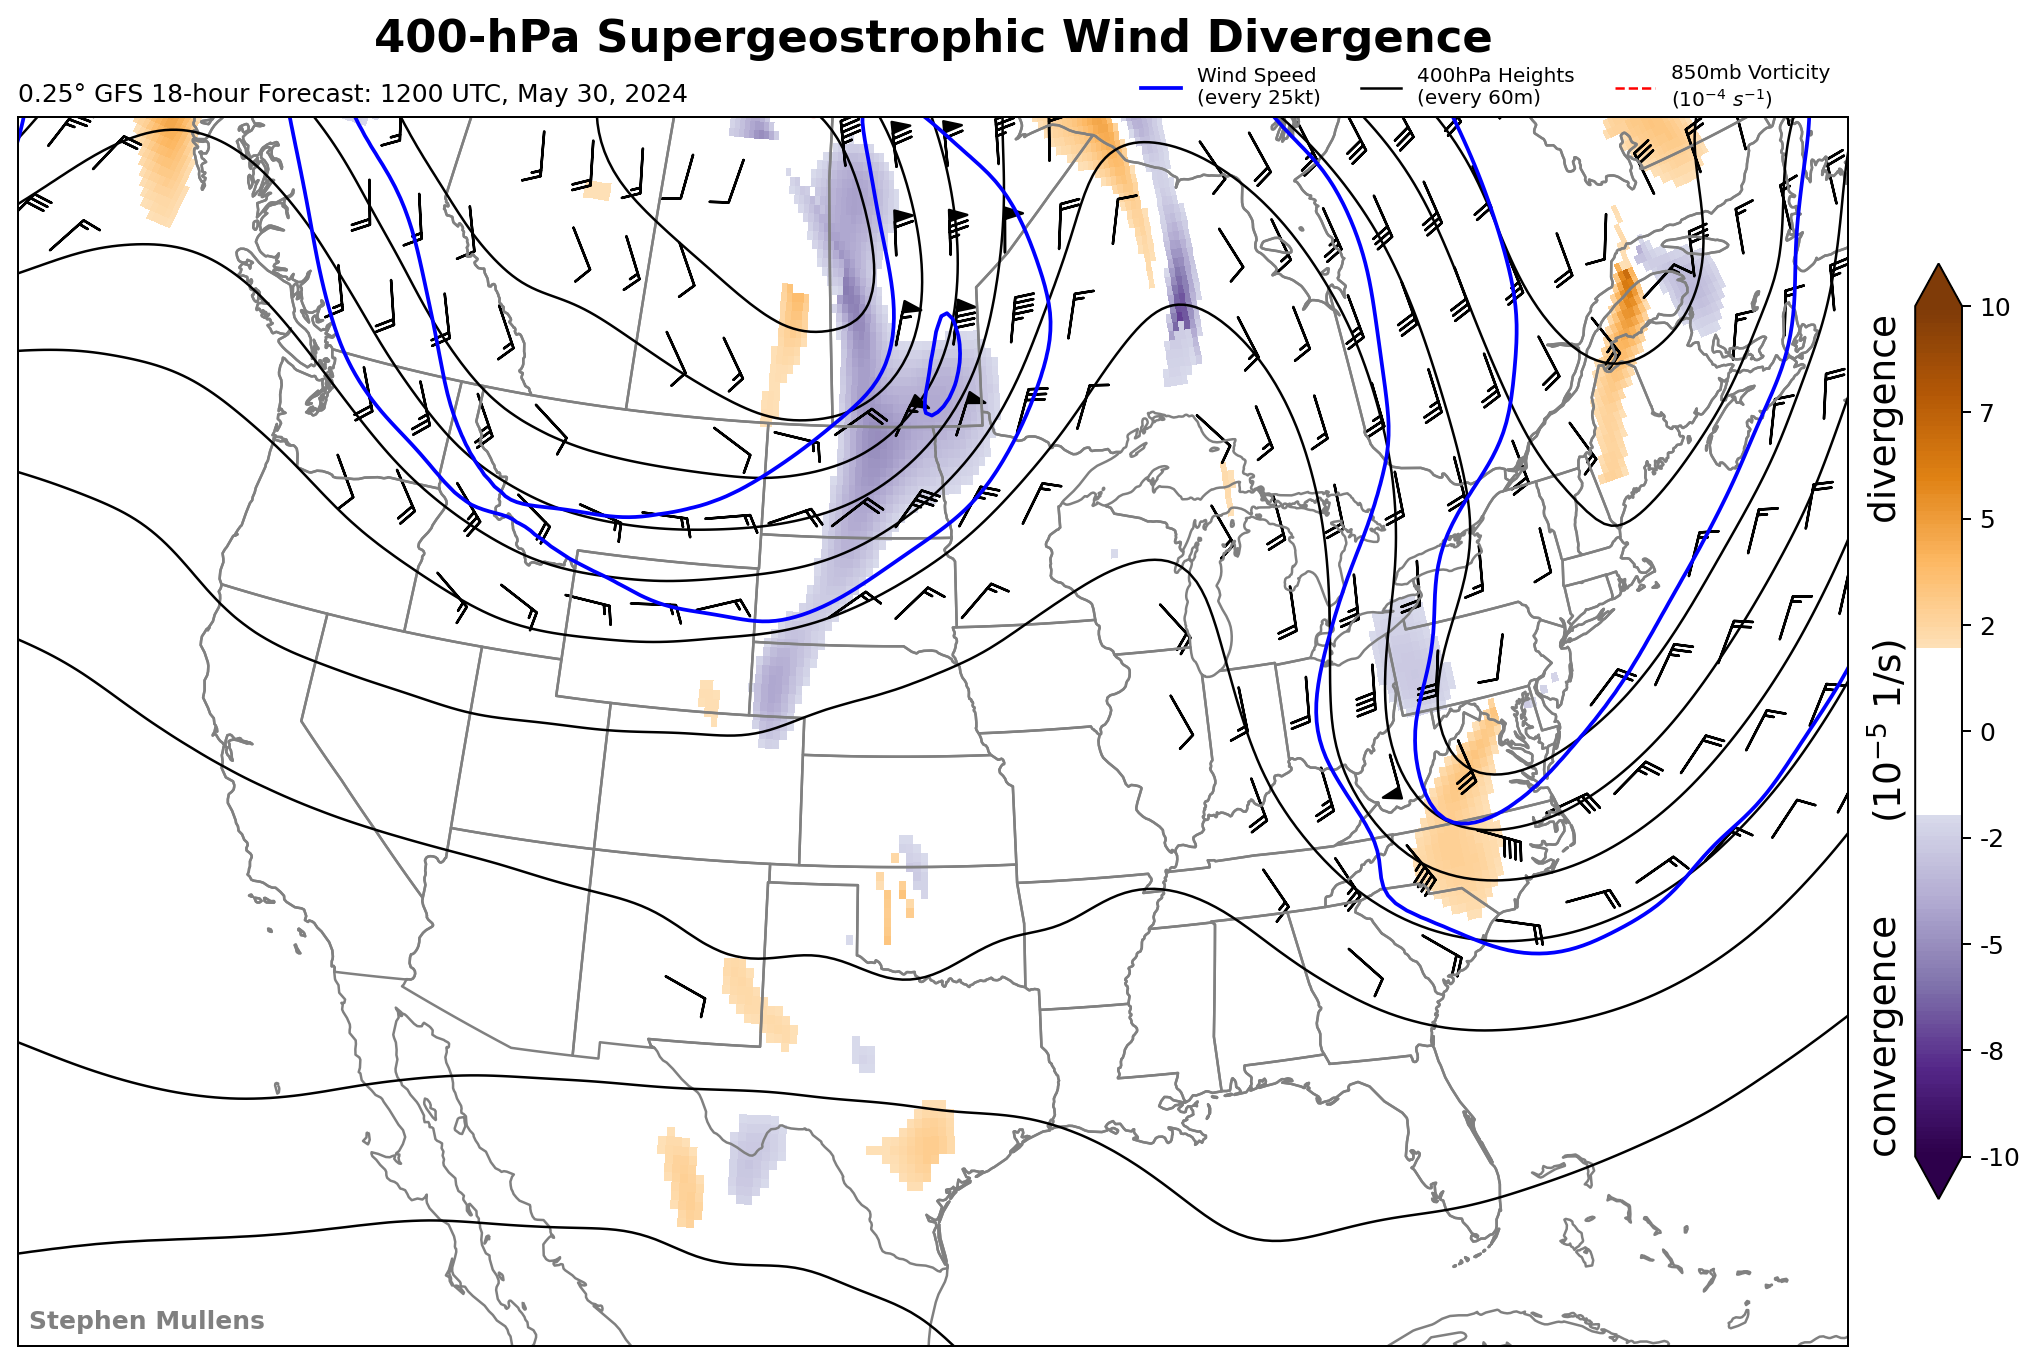 400-hPa Supergeostrophic Wind Divergence
0.25° GFS 18-hour Forecast: 1200 UTC, May 30, 2024
Wind Speed
(every 25kt)
400hPa Heights
(every 60m)
850mb Vorticity
(10⁻⁴ s⁻¹)
10
7
5
2
0
-2
-5
-8
-10
convergence (10⁻⁵ 1/s) divergence
Stephen Mullens